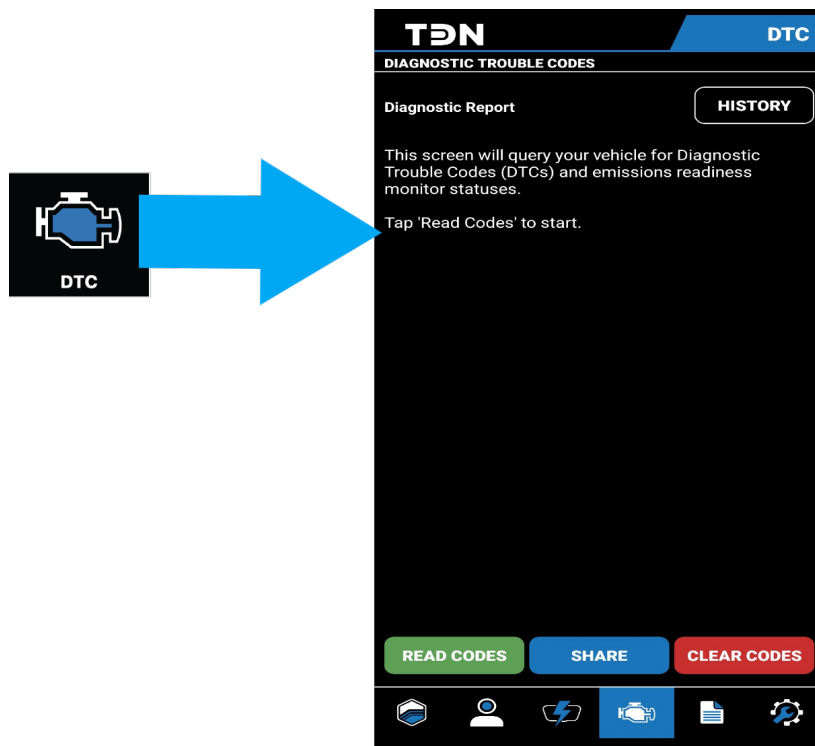 DTC
TDN
DTC
DIAGNOSTIC TROUBLE CODES
Diagnostic Report
HISTORY
This screen will query your vehicle for Diagnostic
Trouble Codes (DTCs) and emissions readiness
monitor statuses.
Tap 'Read Codes' to start.
READ CODES
SHARE
CLEAR CODES